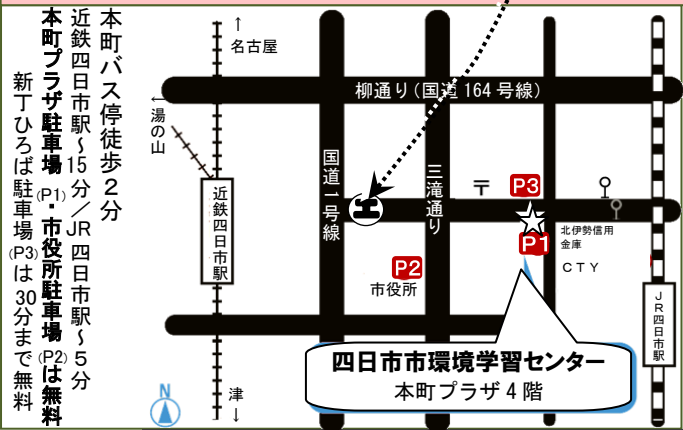 本町バス停徒歩２分
近鉄四日市駅～15分／JR四日市駅～５分
本町プラザ駐車場(P1)・市役所駐車場(P2)は無料
新丁ひろば駐車場(P3)は30分まで無料
↑
名古屋
←湯の山
柳通り(国道164号線)
国道一号線
三滝通り
〒
P3
P1
北伊勢信用
金庫
ＣＴＹ
近鉄四日市駅
P2
市役所
JR四日市駅
四日市市環境学習センター
本町プラザ４階
N
津
↓